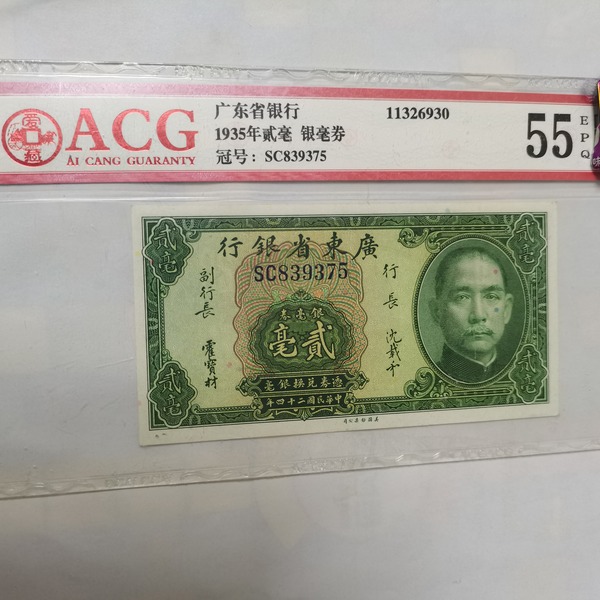 爱藏
ACG
AI CANG GUARANTY
广东省银行
1935年贰毫 银毫券
冠号: SC839375
11326930
55
EPQ
行銀省東廣
SC839375
貳毫
貳毫
貳毫
貳毫
副行長
霍寶材
行長
沈載和
券毫銀
毫貳
毫銀換兌券憑
年四十二國民華中